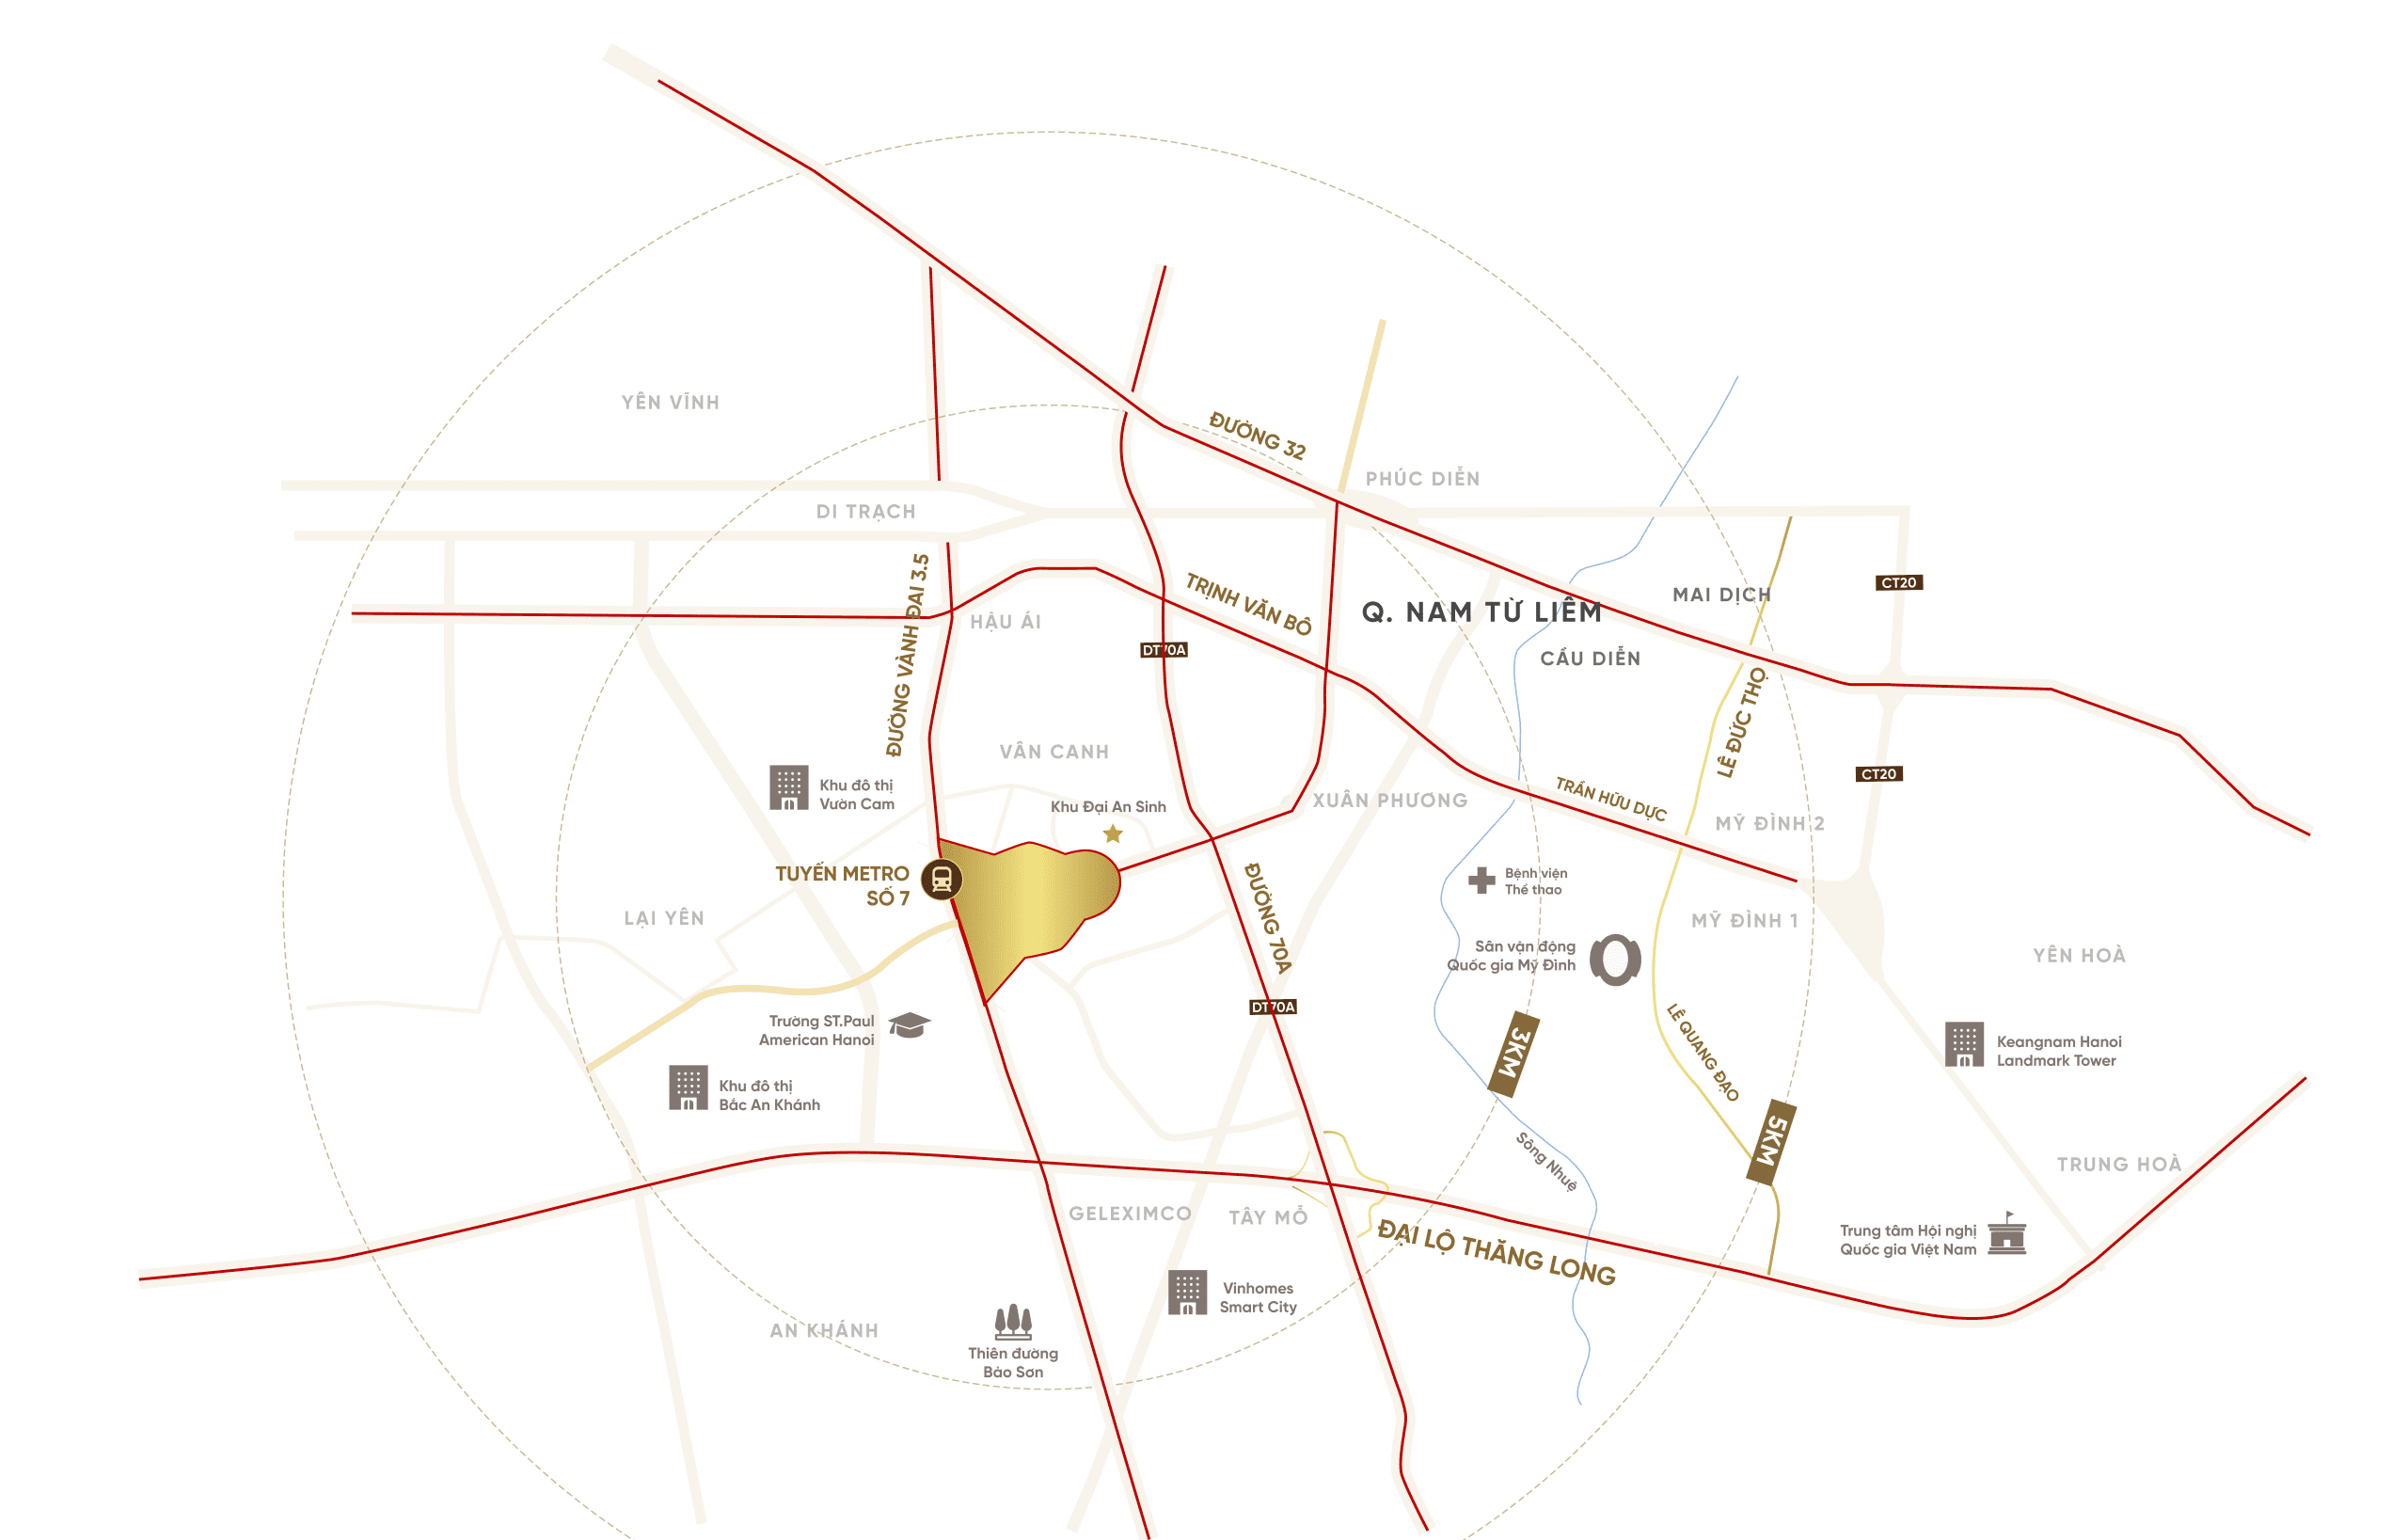 YÊN VĨNH
ĐƯỜNG 32
PHÚC DIỄN
DI TRẠCH
ĐƯỜNG VÀNH ĐAI 3.5
TRỊNH VĂN BÔ
HẬU ÁI
Q. NAM TỪ LIÊM
MAI DỊCH
CT20
DT70A
CẦU DIỄN
LÊ ĐỨC THỌ
VÂN CANH
CT20
Khu đô thị
Vườn Cam
Khu Đại An Sinh
XUÂN PHƯƠNG
TRẦN HỮU DỰC
MỸ ĐÌNH 2
TUYẾN METRO
SỐ 7
Bệnh viện
Thể thao
LẠI YÊN
ĐƯỜNG 70A
MỸ ĐÌNH 1
Sân vận động
Quốc gia Mỹ Đình
YÊN HOÀ
DT70A
Trường ST.Paul
American Hanoi
3KM
LÊ QUANG ĐẠO
Keangnam Hanoi
Landmark Tower
Khu đô thị
Bắc An Khánh
5KM
Sông Nhuệ
TRUNG HOÀ
GELEXIMCO
TÂY MỖ
ĐẠI LỘ THĂNG LONG
Trung tâm Hội nghị
Quốc gia Việt Nam
Vinhomes
Smart City
AN KHÁNH
Thiên đường
Bảo Sơn